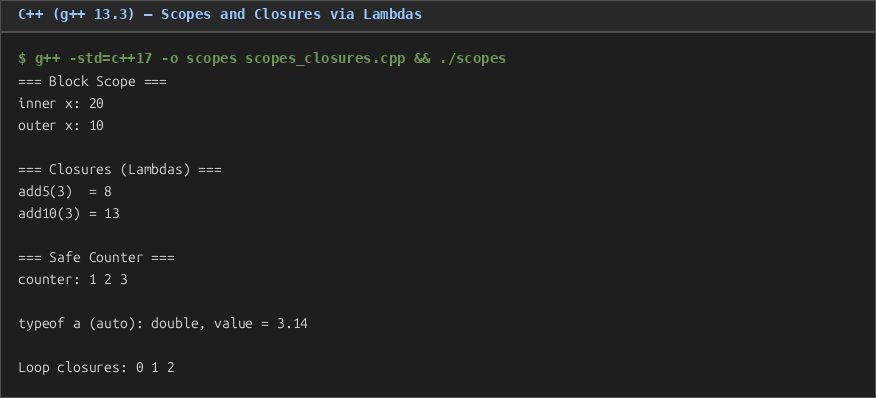 C++ (g++ 13.3) — Scopes and Closures via Lambdas
$ g++ -std=c++17 -o scopes scopes_closures.cpp && ./scopes
=== Block Scope ===
inner x: 20
outer x: 10
=== Closures (Lambdas) ===
add5(3)  = 8
add10(3) = 13
=== Safe Counter ===
counter: 1 2 3
typeof a (auto): double, value = 3.14
Loop closures: 0 1 2